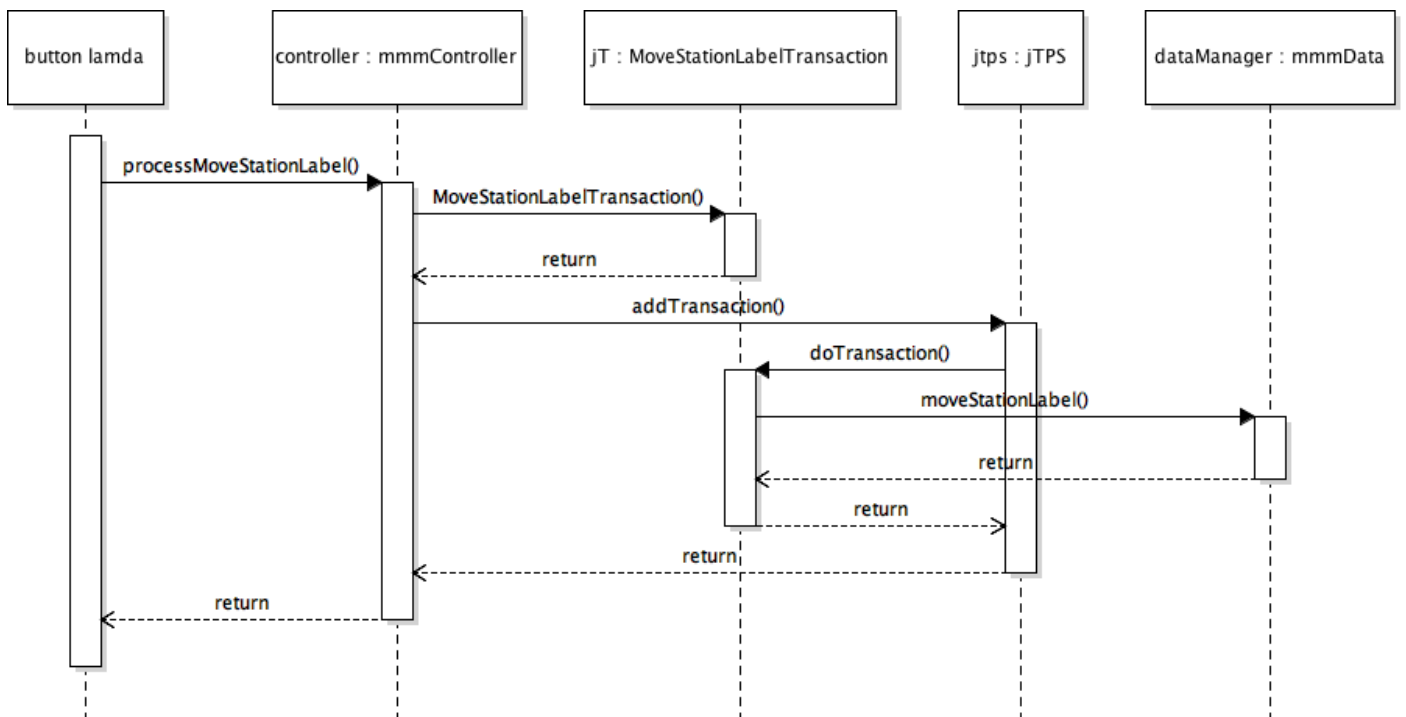 button lamda
controller : mmmController
jT : MoveStationLabelTransaction
jtps : jTPS
dataManager : mmmData
processMoveStationLabel()
MoveStationLabelTransaction()
return
addTransaction()
doTransaction()
moveStationLabel()
return
return
return
return